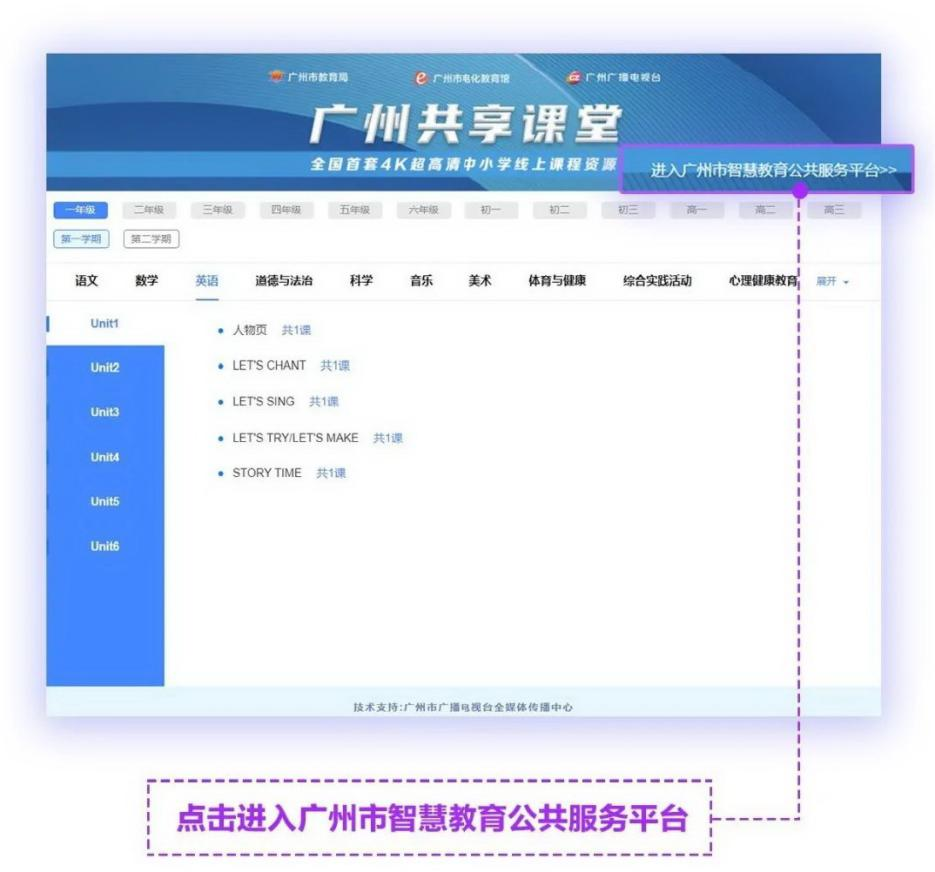 广州市教育局 广州市电化教育馆 广州广播电视台
广州共享课堂
全国首套4K超高清中小学线上课程资源
进入广州市智慧教育公共服务平台>>
一年级 二年级 三年级 四年级 五年级 六年级 初一 初二 初三 高一 高二 高三
第一学期 第二学期
语文 数学 英语 道德与法治 科学 音乐 美术 体育与健康 综合实践活动 心理健康教育 展开
Unit1
Unit2
Unit3
Unit4
Unit5
Unit6
人物页 共1课
LET'S CHANT 共1课
LET'S SING 共1课
LET'S TRY/LET'S MAKE 共1课
STORY TIME 共1课
技术支持:广州市广播电视台全媒体传播中心
点击进入广州市智慧教育公共服务平台